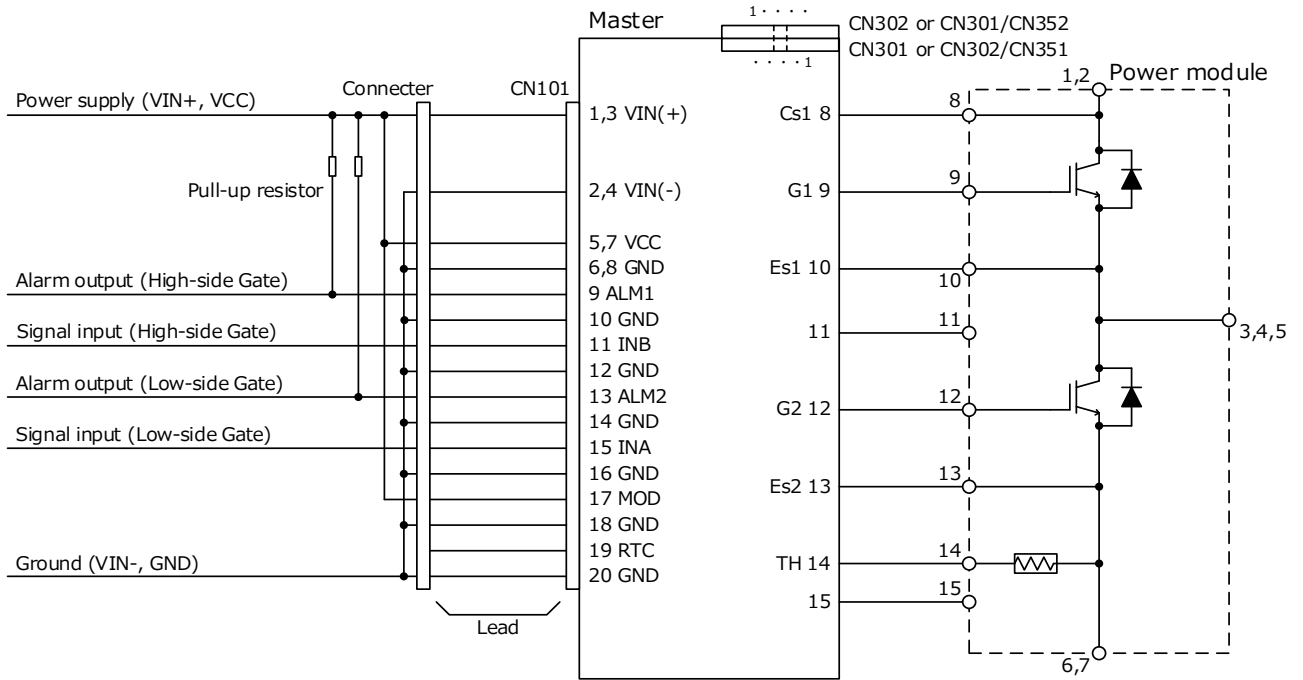 Master
1 · · · ·
CN302 or CN301/CN352
CN301 or CN302/CN351
· · · · 1
1,2
Power module
Connecter
CN101
Power supply (VIN+, VCC)
1,3 VIN(+)
Cs1 8
8
Pull-up resistor
2,4 VIN(-)
G1 9
9
5,7 VCC
6,8 GND
Es1 10
10
Alarm output (High-side Gate)
9 ALM1
10 GND
Signal input (High-side Gate)
11 INB
11
11
3,4,5
12 GND
Alarm output (Low-side Gate)
13 ALM2
G2 12
12
14 GND
Signal input (Low-side Gate)
15 INA
16 GND
Es2 13
13
17 MOD
18 GND
19 RTC
TH 14
14
Ground (VIN-, GND)
20 GND
15
15
Lead
6,7